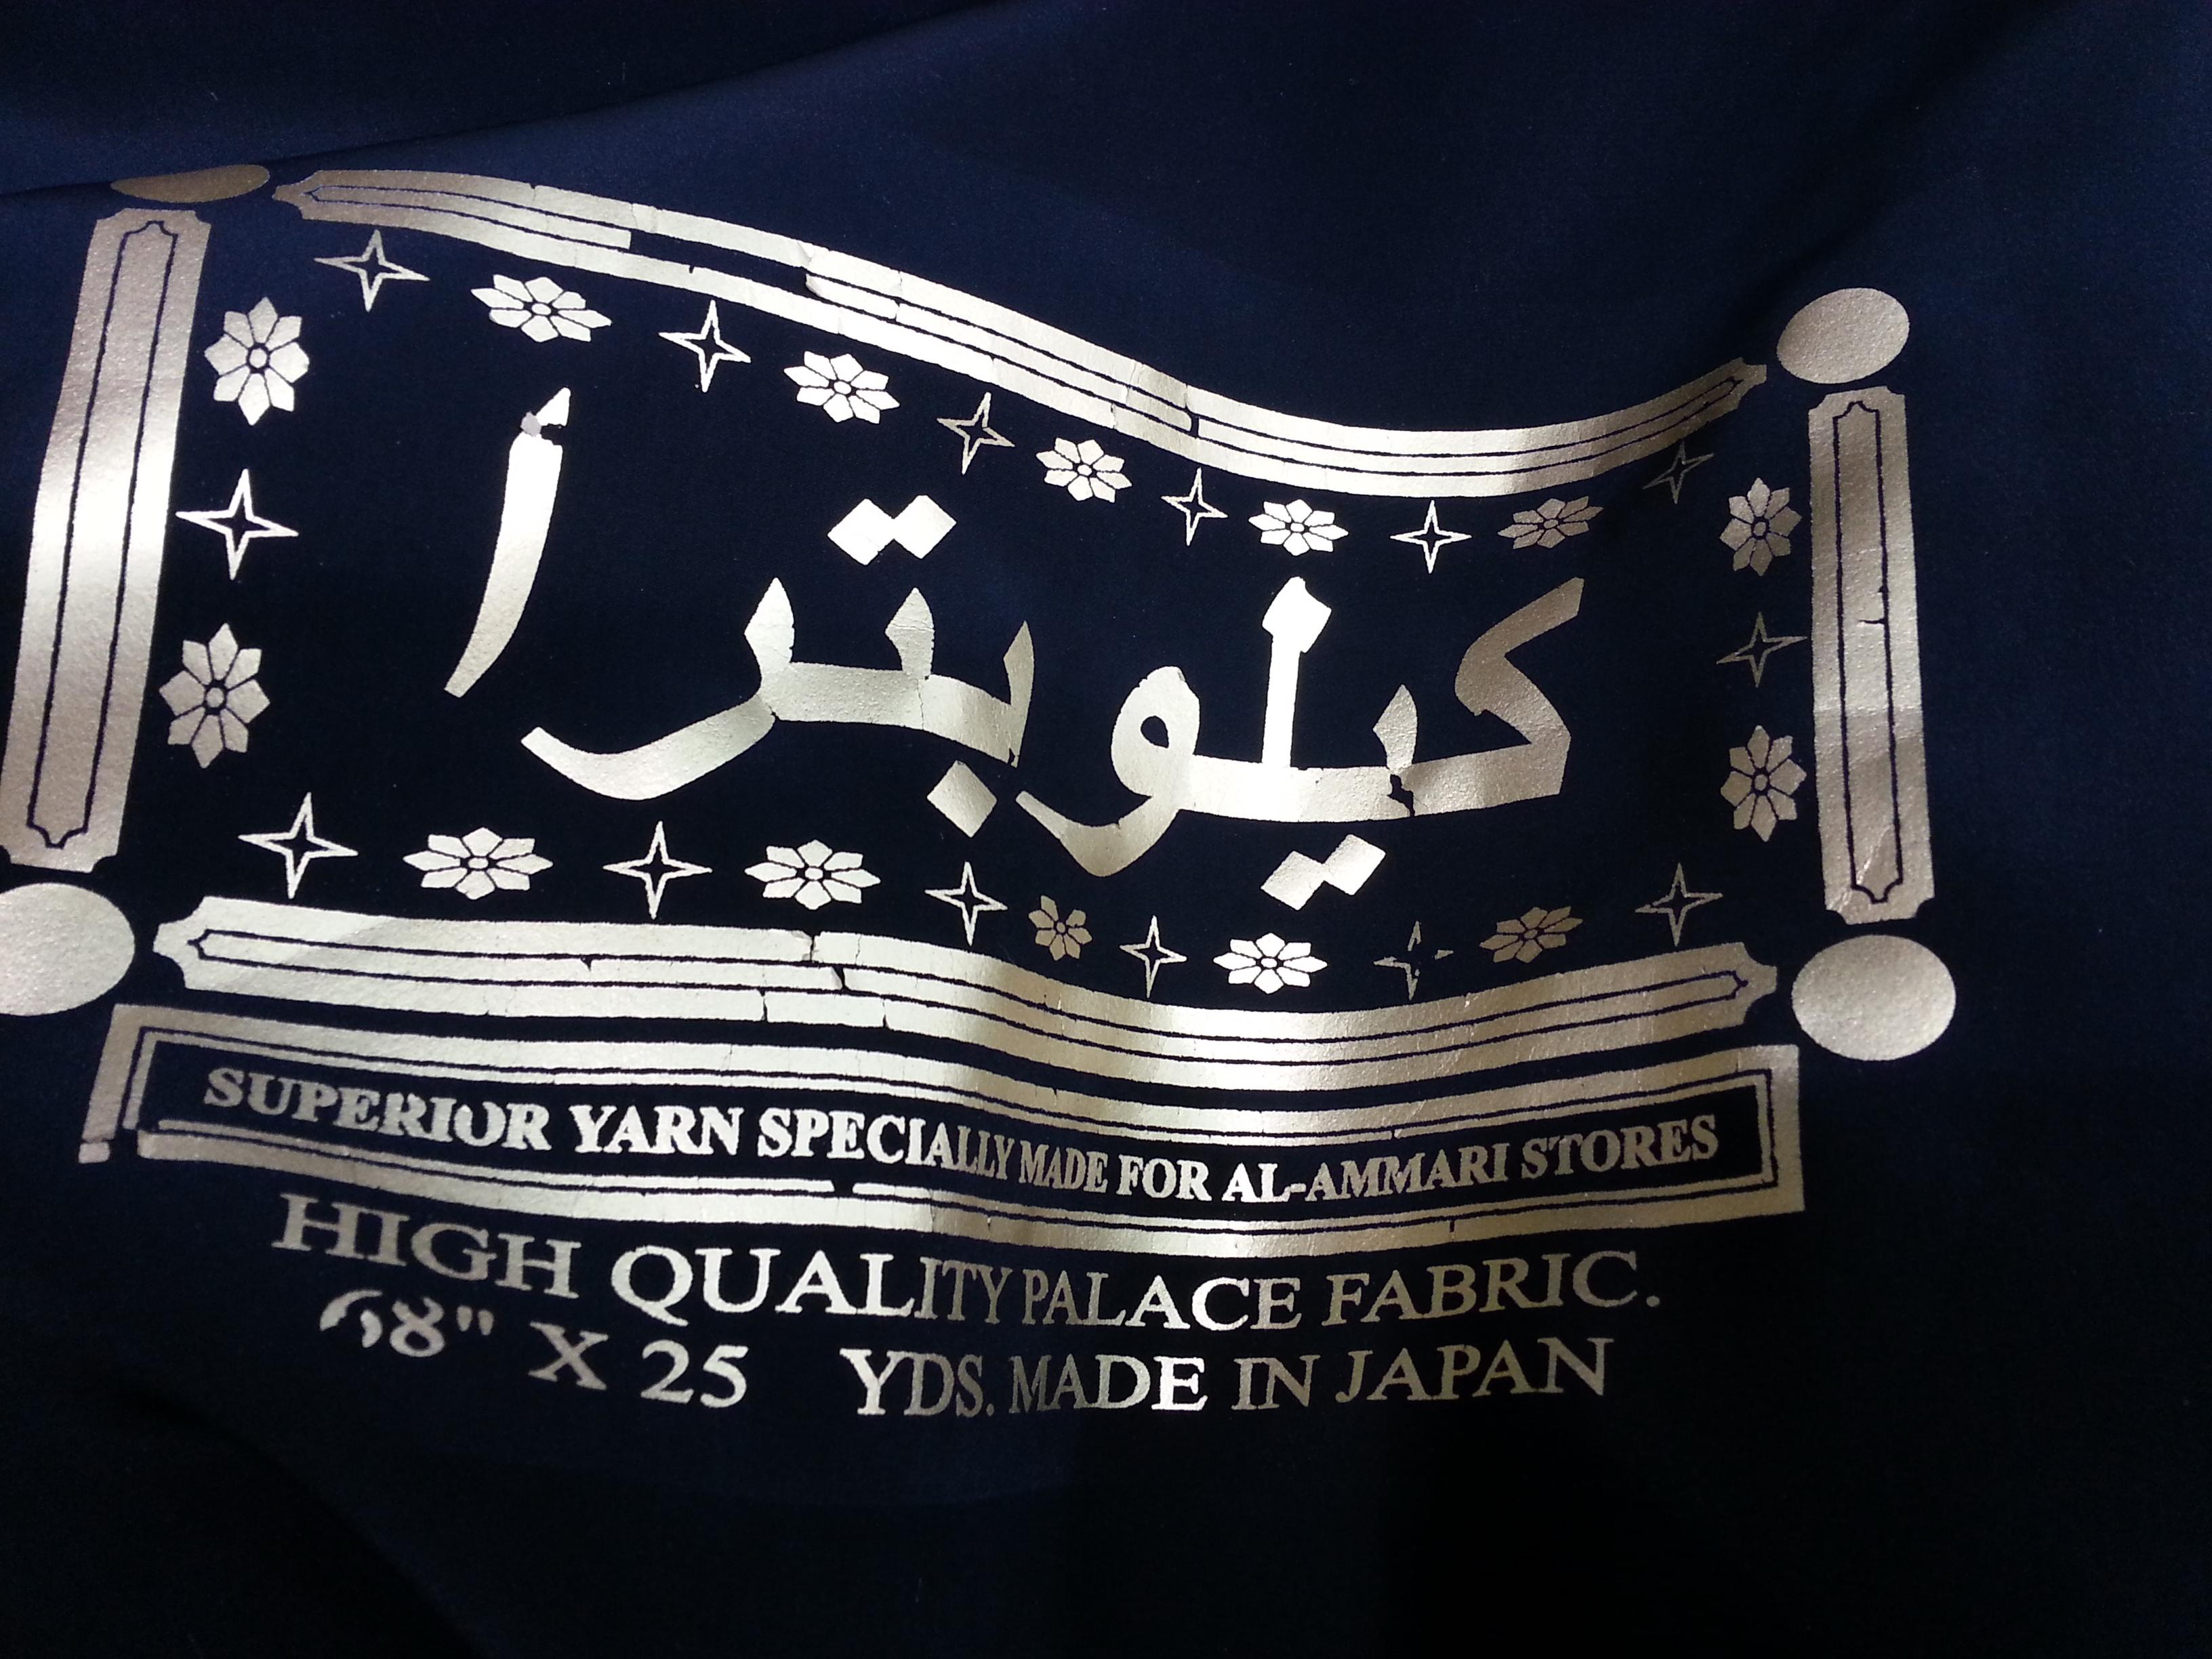 كيلوبترا
SUPERIOR YARN SPECIALLY MADE FOR AL-AMMARI STORES
HIGH QUALITY PALACE FABRIC.
68" X 25 YDS. MADE IN JAPAN